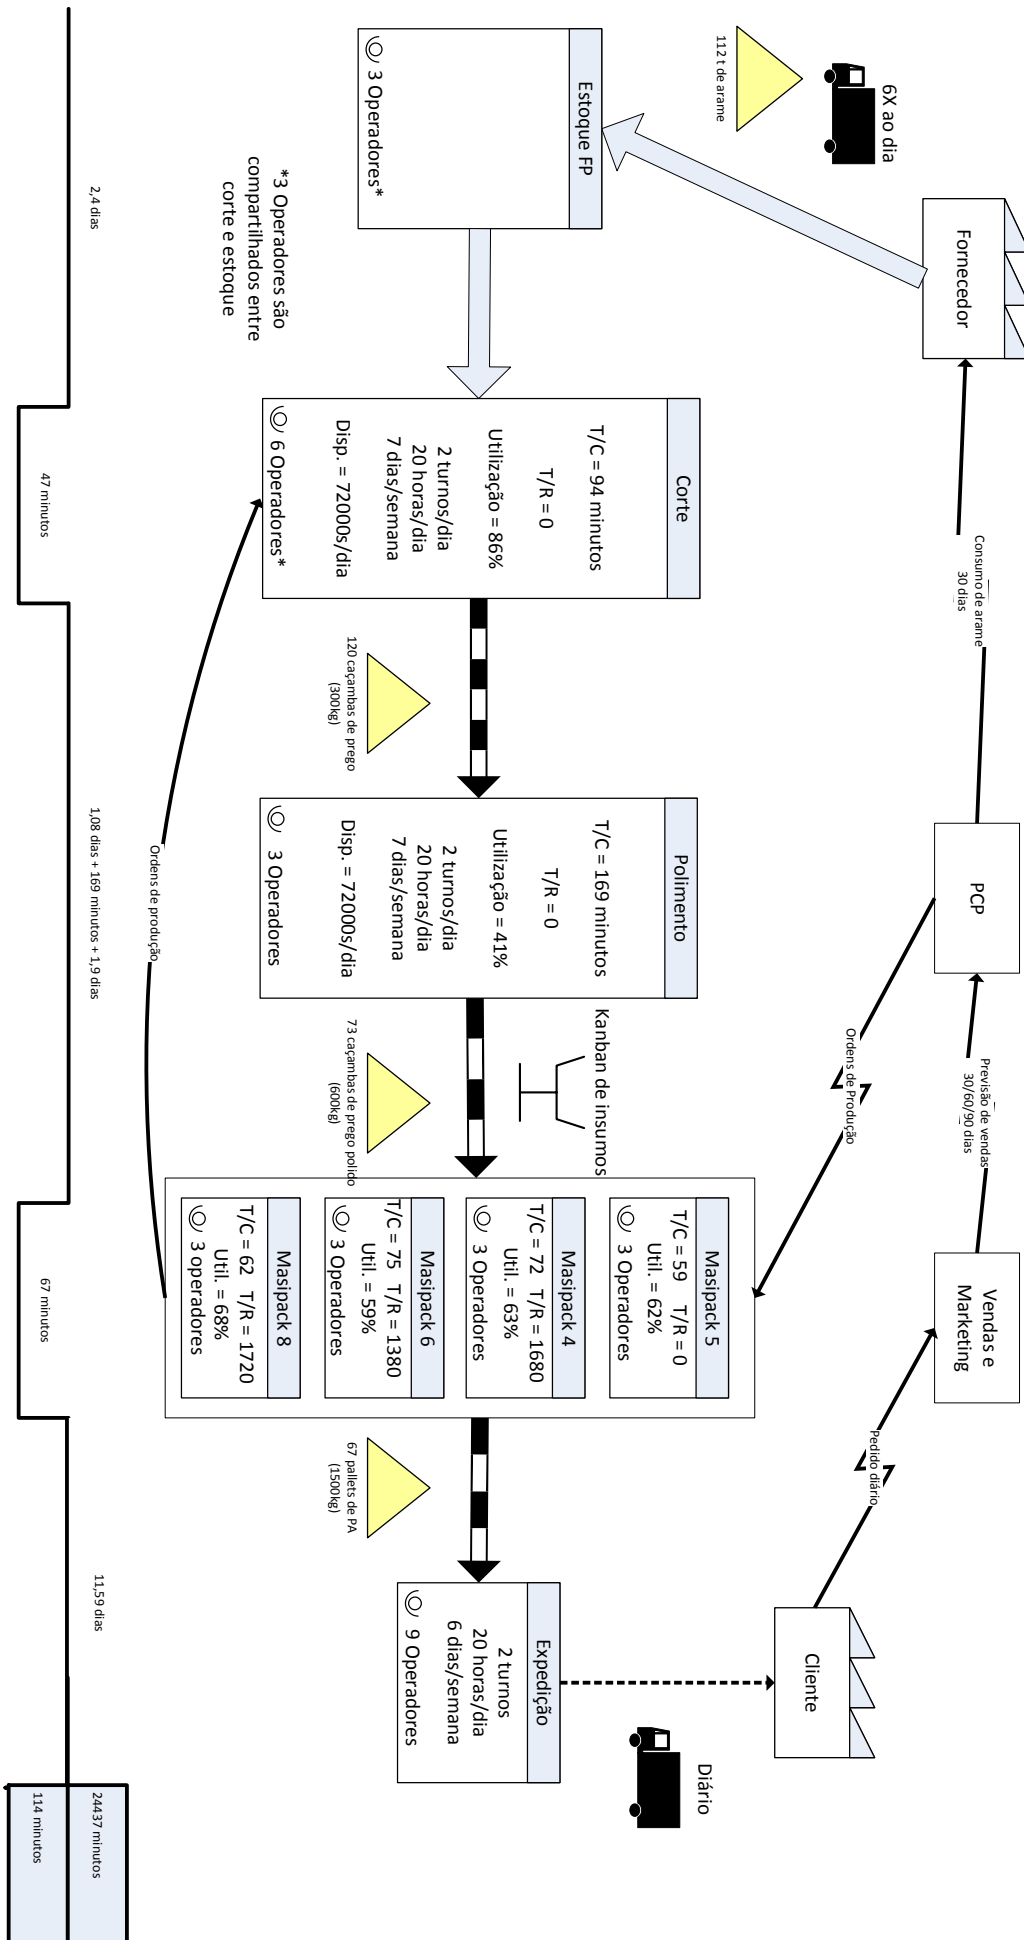 6X ao dia
112 t de arame
Fornecedor
Consumo de arame
30 dias
PCP
Previsão de vendas
30/60/90 dias
Vendas e
Marketing
Pedido diário
Cliente
Ordens de Produção
Diário
Estoque FP
3 Operadores*
*3 Operadores são
compartilhados entre
corte e estoque
Corte
T/C = 94 minutos
T/R = 0
Utilização = 86%
2 turnos/dia
20 horas/dia
7 dias/semana
Disp. = 72000s/dia
6 Operadores*
120 caçambas de prego
(300kg)
Polimento
T/C = 169 minutos
T/R = 0
Utilização = 41%
2 turnos/dia
20 horas/dia
7 dias/semana
Disp. = 72000s/dia
3 Operadores
Kanban de insumos
73 caçambas de prego polido
(600kg)
Masipack 5
T/C = 59 T/R = 0
Util. = 62%
3 Operadores
Masipack 4
T/C = 72 T/R = 1680
Util. = 63%
3 Operadores
Masipack 6
T/C = 75 T/R = 1380
Util. = 59%
3 Operadores
Masipack 8
T/C = 62 T/R = 1720
Util. = 68%
3 operadores
67 pallets de PA
(1500kg)
Expedição
2 turnos
20 horas/dia
6 dias/semana
9 Operadores
Ordens de produção
2,4 dias
47 minutos
1,08 dias + 169 minutos + 1,9 dias
67 minutos
11,59 dias
24437 minutos
114 minutos